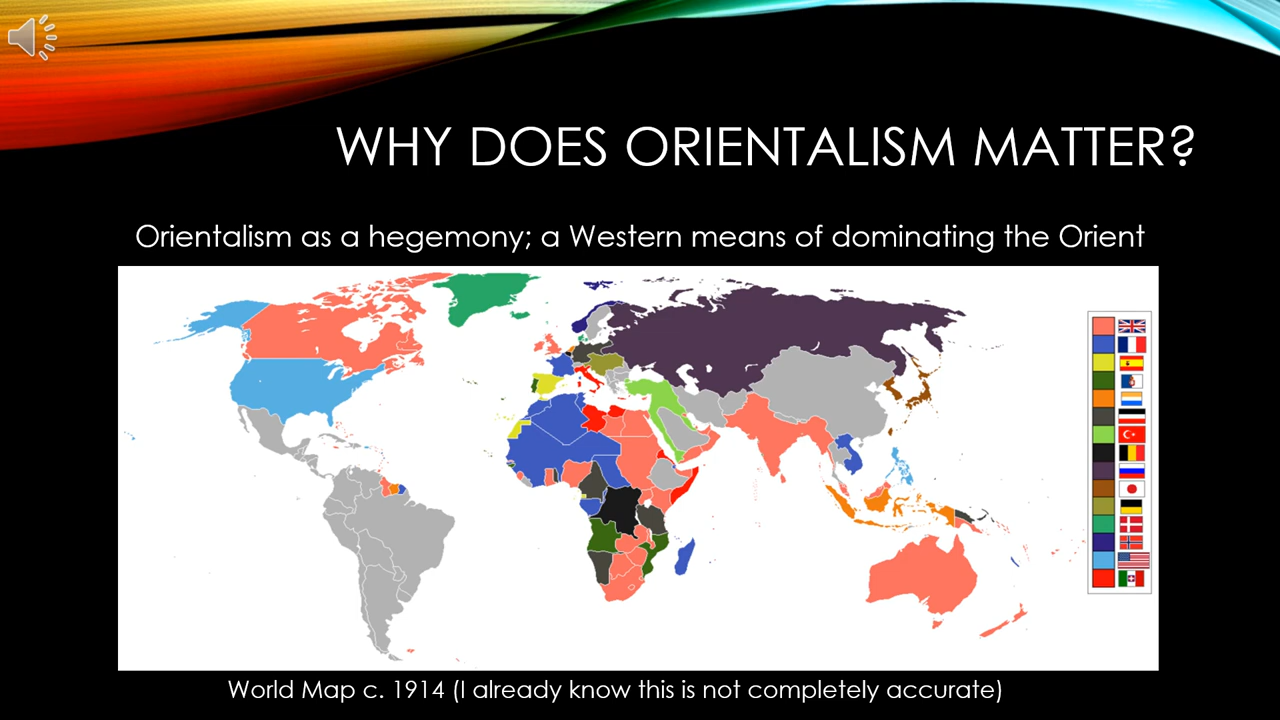 WHY DOES ORIENTALISM MATTER?
Orientalism as a hegemony; a Western means of dominating the Orient
World Map c. 1914 (I already know this is not completely accurate)